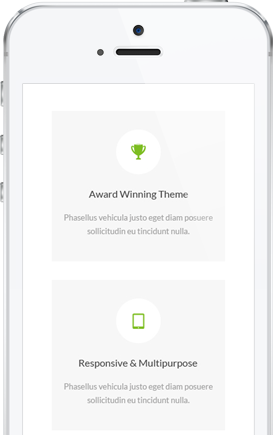 Award Winning Theme
Phasellus vehicula justo eget diam posuere
sollicitudin eu tincidunt nulla.
Responsive & Multipurpose
Phasellus vehicula justo eget diam posuere
sollicitudin eu tincidunt nulla.